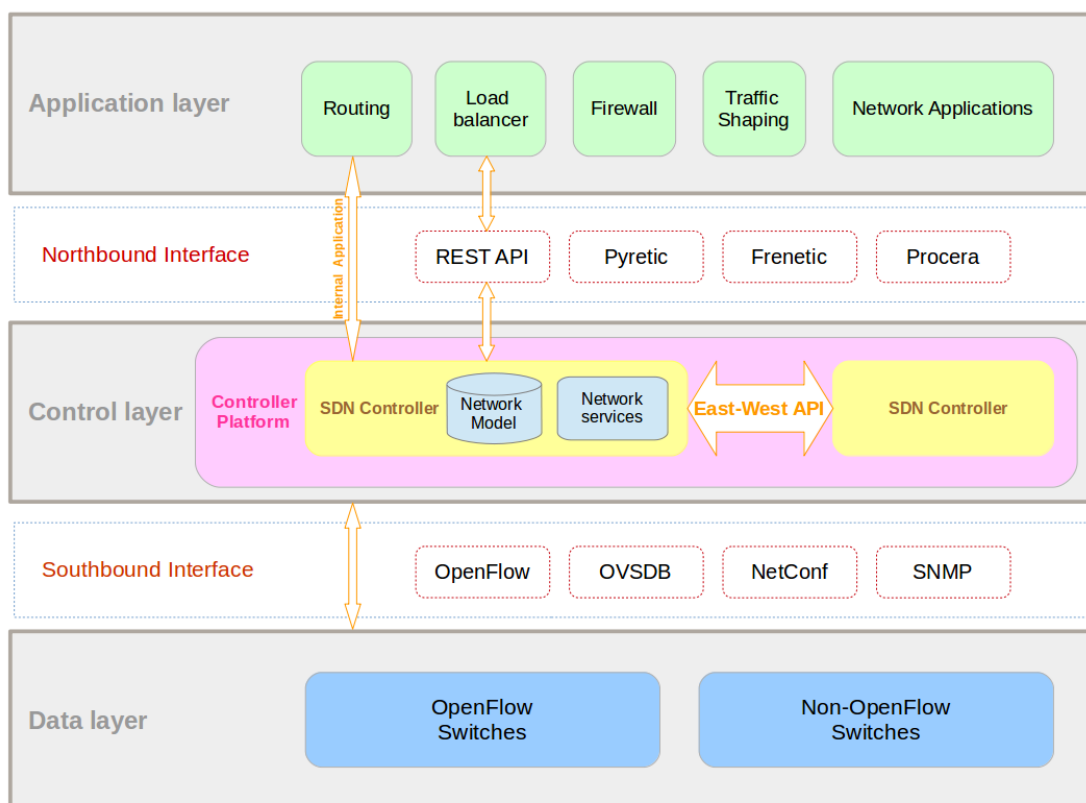 Application layer
Routing
Load
balancer
Firewall
Traffic
Shaping
Network Applications
Internal Application
Northbound Interface
REST API
Pyretic
Frenetic
Procera
Control layer
Controller
Platform
SDN Controller
Network
Model
Network
services
East-West API
SDN Controller
Southbound Interface
OpenFlow
OVSDB
NetConf
SNMP
Data layer
OpenFlow
Switches
Non-OpenFlow
Switches